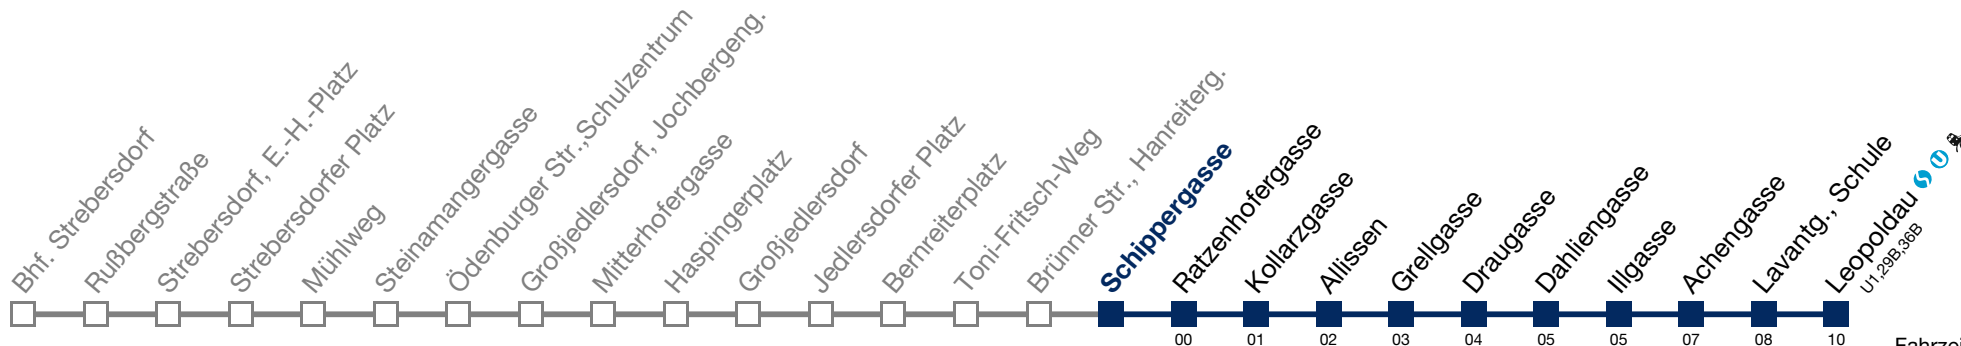 Bhf. Strebersdorf
Rußbergstraße
Strebersdorf, E.-H.-Platz
Strebersdorfer Platz
Mühlweg
Steinamangergasse
Ödenburger Str.,Schulzentrum
Großjedlersdorf, Jochbergeng.
Mitterhofergasse
Haspingerplatz
Großjedlersdorf
Jedlersdorfer Platz
Bernreiterplatz
Toni-Fritsch-Weg
Brünner Str., Hanreiterg.
Schippergasse
Ratzenhofergasse
Kollarzgasse
Allissen
Grellgasse
Draugasse
Dahliengasse
Illgasse
Achengasse
Lavantg., Schule
Leopoldau S U
U1,29B,36B
00 01 02 03 04 05 05 07 08 10